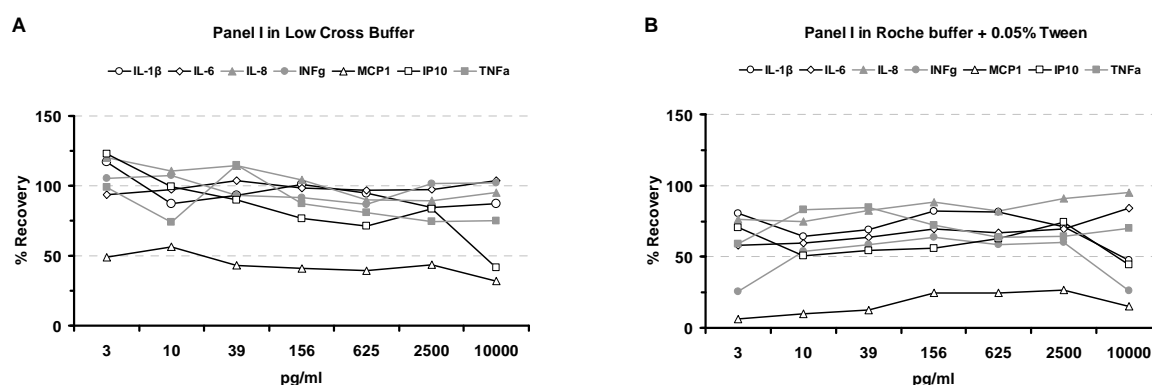 A
Panel I in Low Cross Buffer
IL-1β IL-6 IL-8 INFg MCP1 IP10 TNFa
150
100
50
0
% Recovery
3 10 39 156 625 2500 10000
pg/ml
B
Panel I in Roche buffer + 0.05% Tween
IL-1β IL-6 IL-8 INFg MCP1 IP10 TNFa
150
100
50
0
% Recovery
3 10 39 156 625 2500 10000
pg/ml